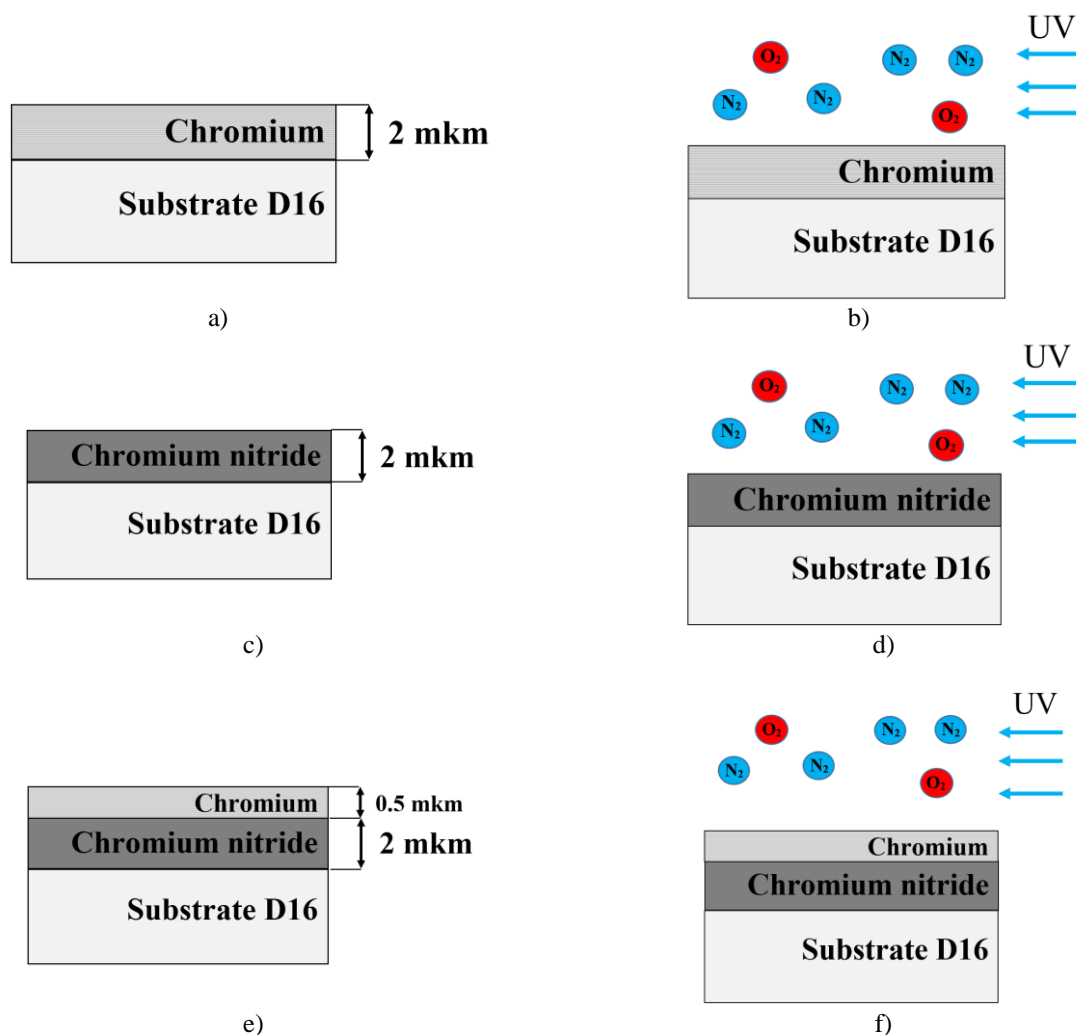 Chromium
2 mkm
Substrate D16
a)
UV
O₂
N₂
N₂
N₂
N₂
O₂
Chromium
Substrate D16
b)
Chromium nitride
2 mkm
Substrate D16
c)
UV
O₂
N₂
N₂
N₂
N₂
O₂
Chromium nitride
Substrate D16
d)
Chromium
0.5 mkm
Chromium nitride
2 mkm
Substrate D16
e)
UV
O₂
N₂
N₂
N₂
N₂
O₂
Chromium
Chromium nitride
Substrate D16
f)